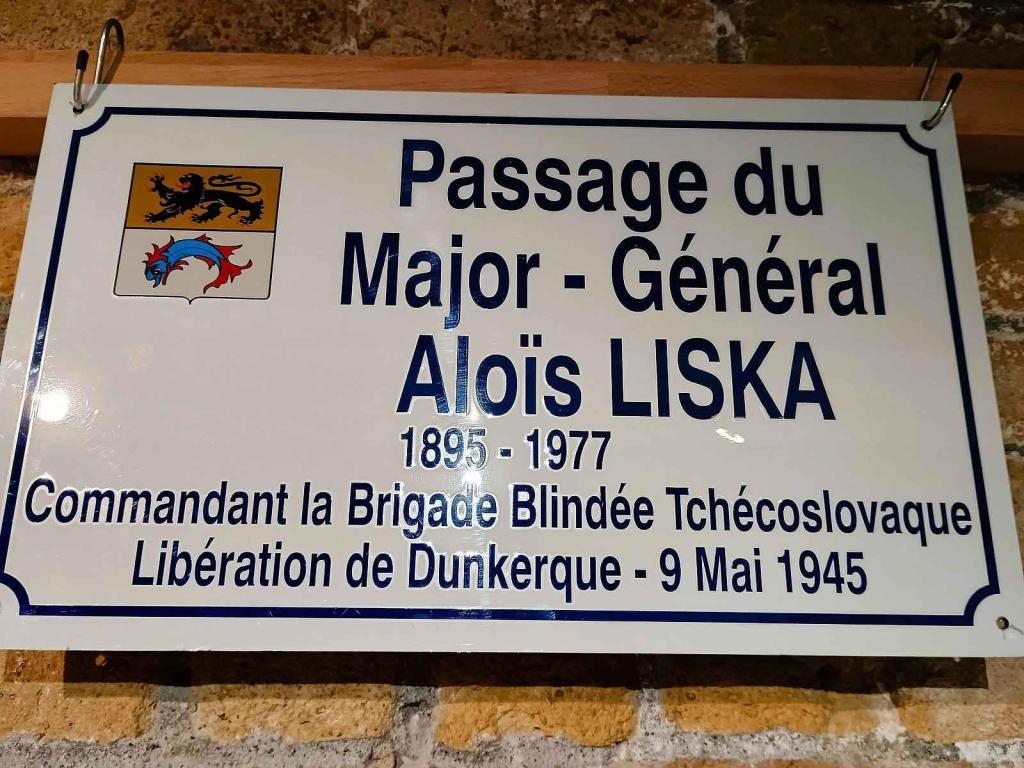 Passage du
Major - Général
Aloïs LISKA
1895 - 1977
Commandant la Brigade Blindée Tchécoslovaque
Libération de Dunkerque - 9 Mai 1945